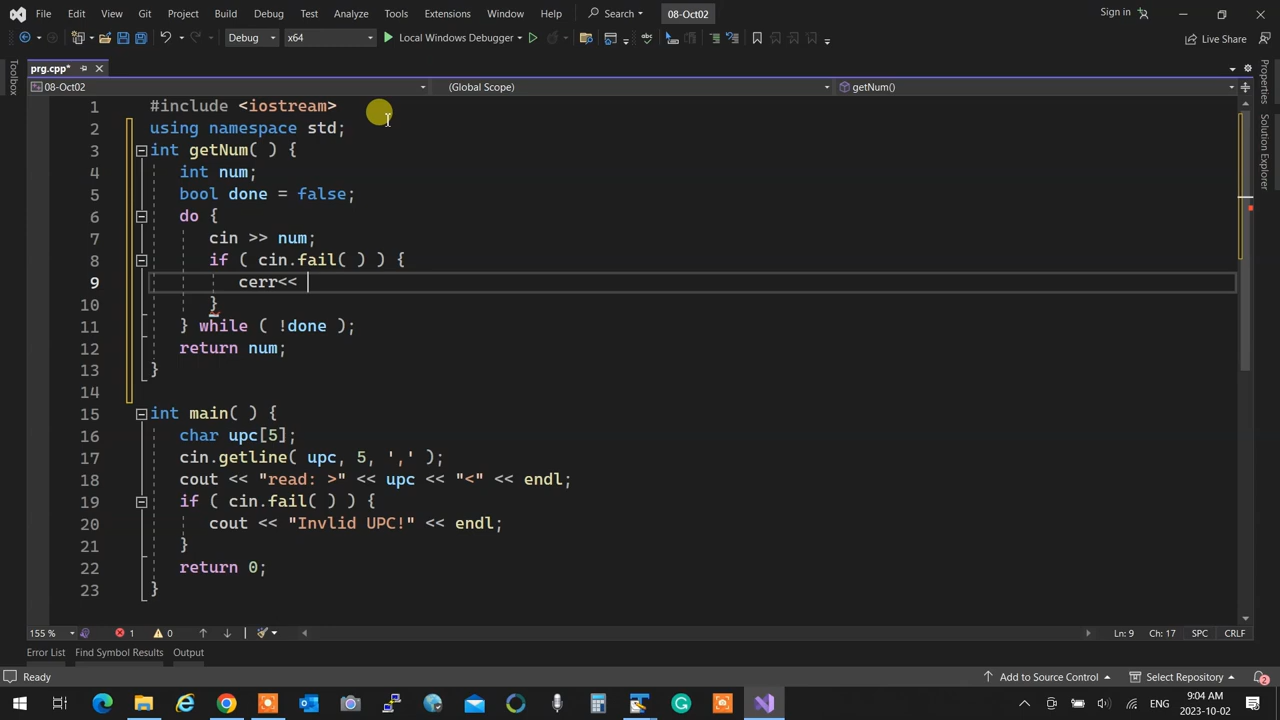 File Edit View Git Project Build Debug Test Analyze Tools Extensions Window Help Search 08-Oct02 Sign in
Debug x64 Local Windows Debugger Live Share
prg.cpp*
08-Oct02 (Global Scope) getNum()
Toolbox
Properties
Solution Explorer
1 #include <iostream>
2 using namespace std;
3 int getNum( ) {
4 int num;
5 bool done = false;
6 do {
7 cin >> num;
8 if ( cin.fail( ) ) {
9 cerr<<
10 }
11 } while ( !done );
12 return num;
13 }
14
15 int main( ) {
16 char upc[5];
17 cin.getline( upc, 5, ',' );
18 cout << "read: >" << upc << "<" << endl;
19 if ( cin.fail( ) ) {
20 cout << "Invlid UPC!" << endl;
21 }
22 return 0;
23 }
155 % 1 0 Ln: 9 Ch: 17 SPC CRLF
Error List Find Symbol Results Output
Ready Add to Source Control Select Repository 2
ENG 9:04 AM
2023-10-02